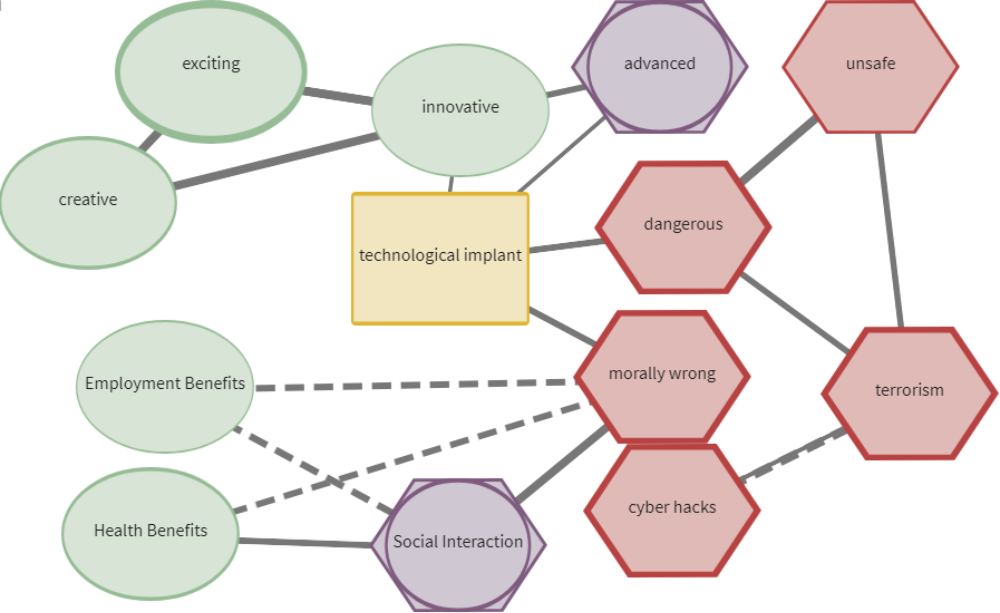 exciting
advanced
unsafe
innovative
creative
dangerous
technological implant
morally wrong
Employment Benefits
terrorism
cyber hacks
Health Benefits
Social Interaction